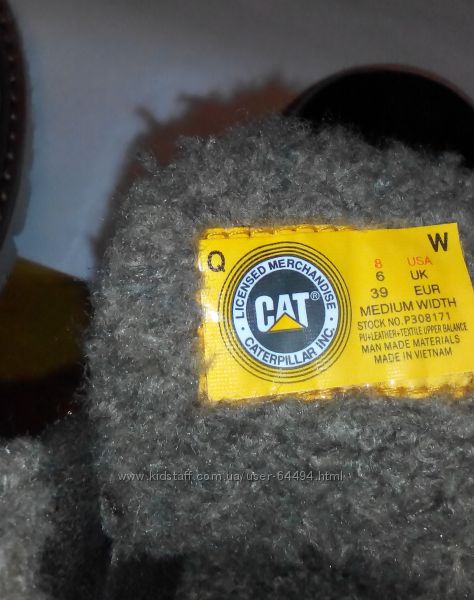 Q
W
LICENSED MERCHANDISE
CAT®
CATERPILLAR INC.
8 USA
6 UK
39 EUR
MEDIUM WIDTH
STOCK NO.P308171
PU+LEATHER+TEXTILE UPPER BALANCE
MAN MADE MATERIALS
MADE IN VIETNAM
www.kidstaff.com.ua/user-64494.html